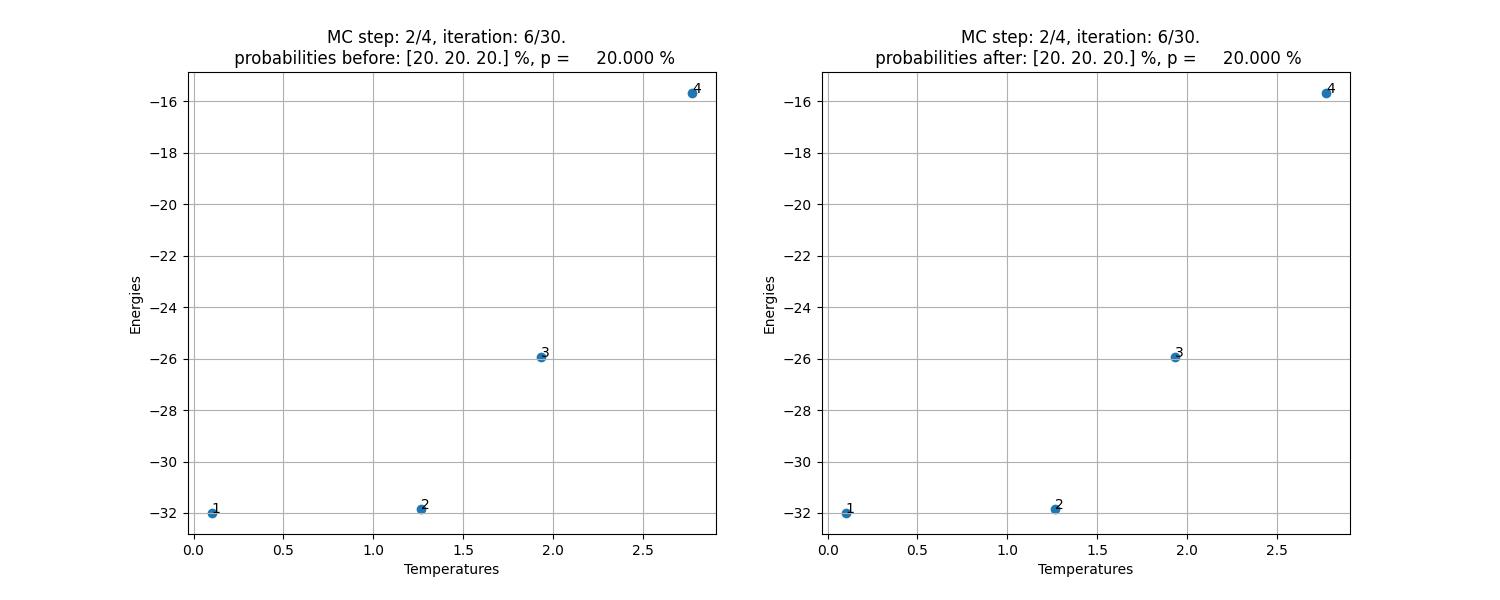 MC step: 2/4, iteration: 6/30.
probabilities before: [20. 20. 20.] %, p =     20.000 %
−16
−18
−20
−22
−24
−26
−28
−30
−32
Energies
1
2
3
4
0.0 0.5 1.0 1.5 2.0 2.5
Temperatures
MC step: 2/4, iteration: 6/30.
probabilities after: [20. 20. 20.] %, p =     20.000 %
−16
−18
−20
−22
−24
−26
−28
−30
−32
Energies
1
2
3
4
0.0 0.5 1.0 1.5 2.0 2.5
Temperatures